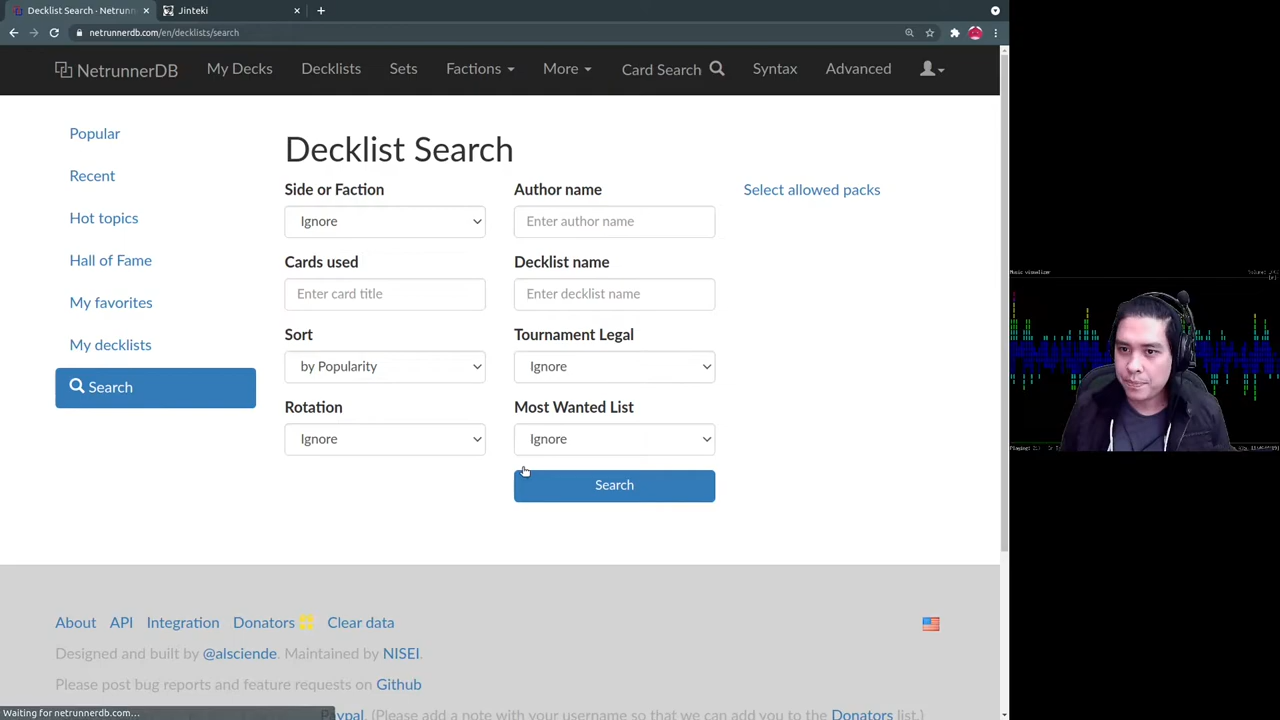 Decklist Search · Netrunn
Jinteki
netrunnerdb.com/en/decklists/search
NetrunnerDB
My Decks
Decklists
Sets
Factions
More
Card Search
Syntax
Advanced
Popular
Recent
Hot topics
Hall of Fame
My favorites
My decklists
Search
Decklist Search
Side or Faction
Author name
Select allowed packs
Ignore
Enter author name
Cards used
Decklist name
Enter card title
Enter decklist name
Sort
Tournament Legal
by Popularity
Ignore
Rotation
Most Wanted List
Ignore
Ignore
Search
About API Integration Donators Clear data
Designed and built by @alsciende. Maintained by NISEI.
Please post bug reports and feature requests on Github
Paypal. (Please add a note with your username so that we can add you to the Donators list.)
Waiting for netrunnerdb.com...
Music visualizer